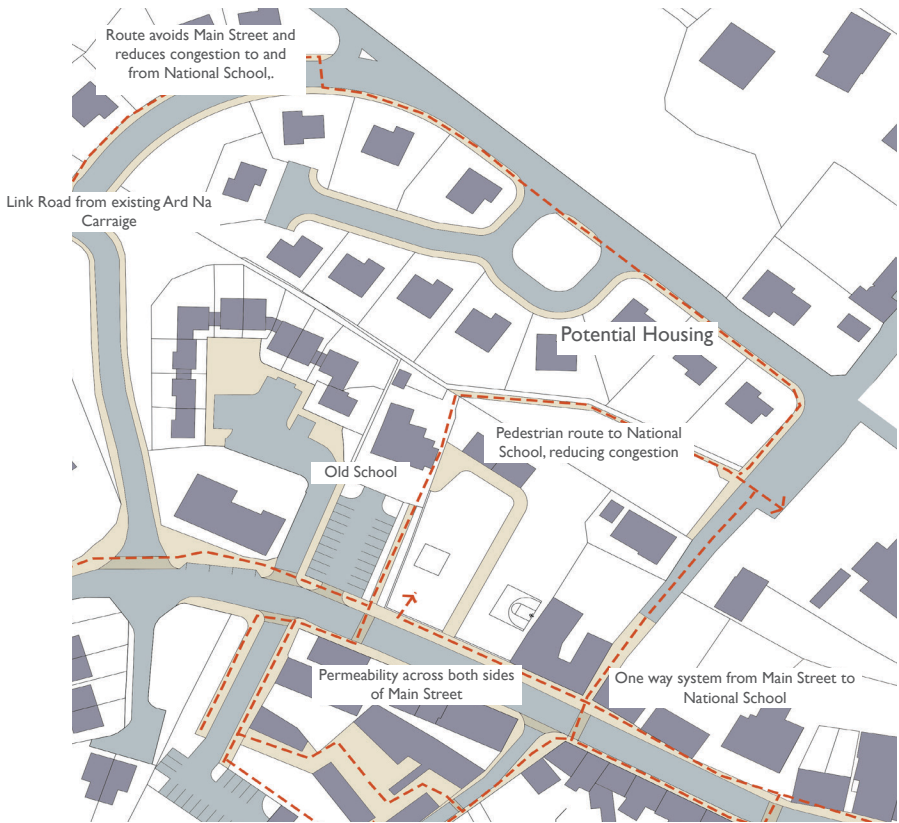 Route avoids Main Street and
reduces congestion to and
from National School,.
Link Road from existing Ard Na
Carraige
Potential Housing
Pedestrian route to National
School, reducing congestion
Old School
Permeability across both sides
of Main Street
One way system from Main Street to
National School